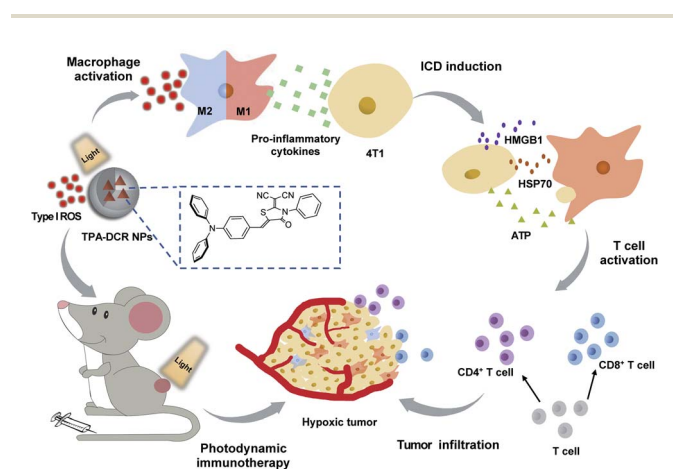 Macrophage
activation
M2
M1
Pro-inflammatory
cytokines
4T1
ICD induction
HMGB1
HSP70
ATP
Light
Type I ROS
TPA-DCR NPs
NC
CN
S
N
N
O
T cell
activation
CD4⁺ T cell
CD8⁺ T cell
T cell
Light
Hypoxic tumor
Photodynamic
immunotherapy
Tumor infiltration